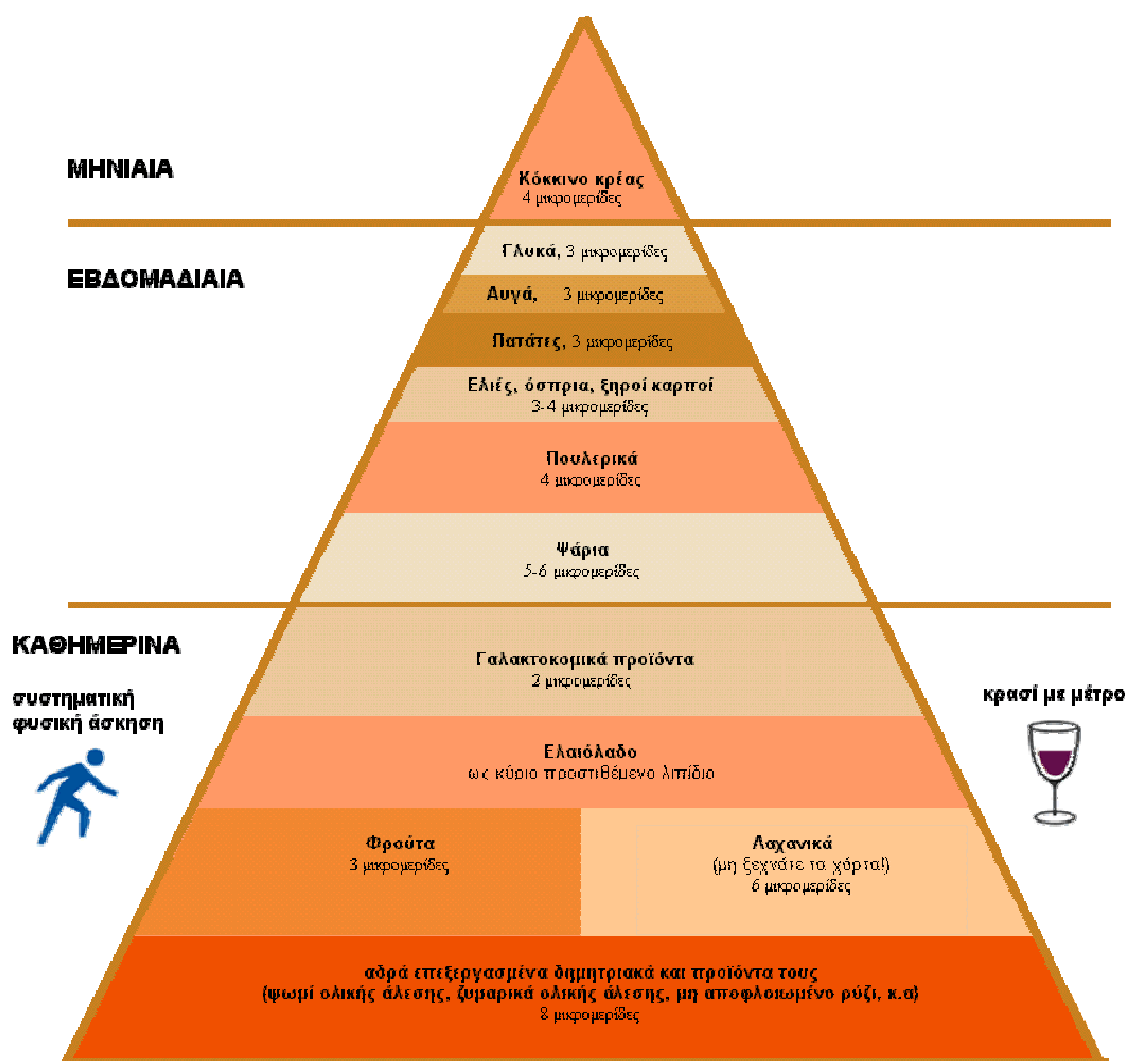 ΜΗΝΙΑΙΑ
Κόκκινο κρέας
4 μικρομερίδες
ΕΒΔΟΜΑΔΙΑΙΑ
Γλυκά, 3 μικρομερίδες
Αυγά, 3 μικρομερίδες
Πατάτες, 3 μικρομερίδες
Ελιές, όσπρια, ξηροί καρποί
3-4 μικρομερίδες
Πουλερικά
4 μικρομερίδες
Ψάρια
5-6 μικρομερίδες
ΚΑΘΗΜΕΡΙΝΑ
συστηματική
φυσική άσκηση
Γαλακτοκομικά προϊόντα
2 μικρομερίδες
κρασί με μέτρο
Ελαιόλαδο
ως κύριο προστιθέμενο λιπίδιο
Φρούτα
3 μικρομερίδες
Λαχανικά
(μη ξεχνάτε τα χόρτα!)
6 μικρομερίδες
αδρά επεξεργασμένα δημητριακά και προϊόντα τους
(ψωμί ολικής άλεσης, ζυμαρικά ολικής άλεσης, μη αποφλοιωμένο ρύζι, κ.α)
8 μικρομερίδες